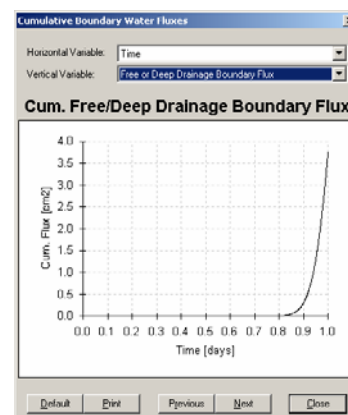 Cumulative Boundary Water Fluxes
Horizontal Variable: Time
Vertical Variable: Free or Deep Drainage Boundary Flux
Cum. Free/Deep Drainage Boundary Flux
4.0
3.5
3.0
2.5
2.0
1.5
1.0
0.5
0.0
Cum. Flux [cm2]
0.0 0.1 0.2 0.3 0.4 0.5 0.6 0.7 0.8 0.9 1.0
Time [days]
Default Print Previous Next Close